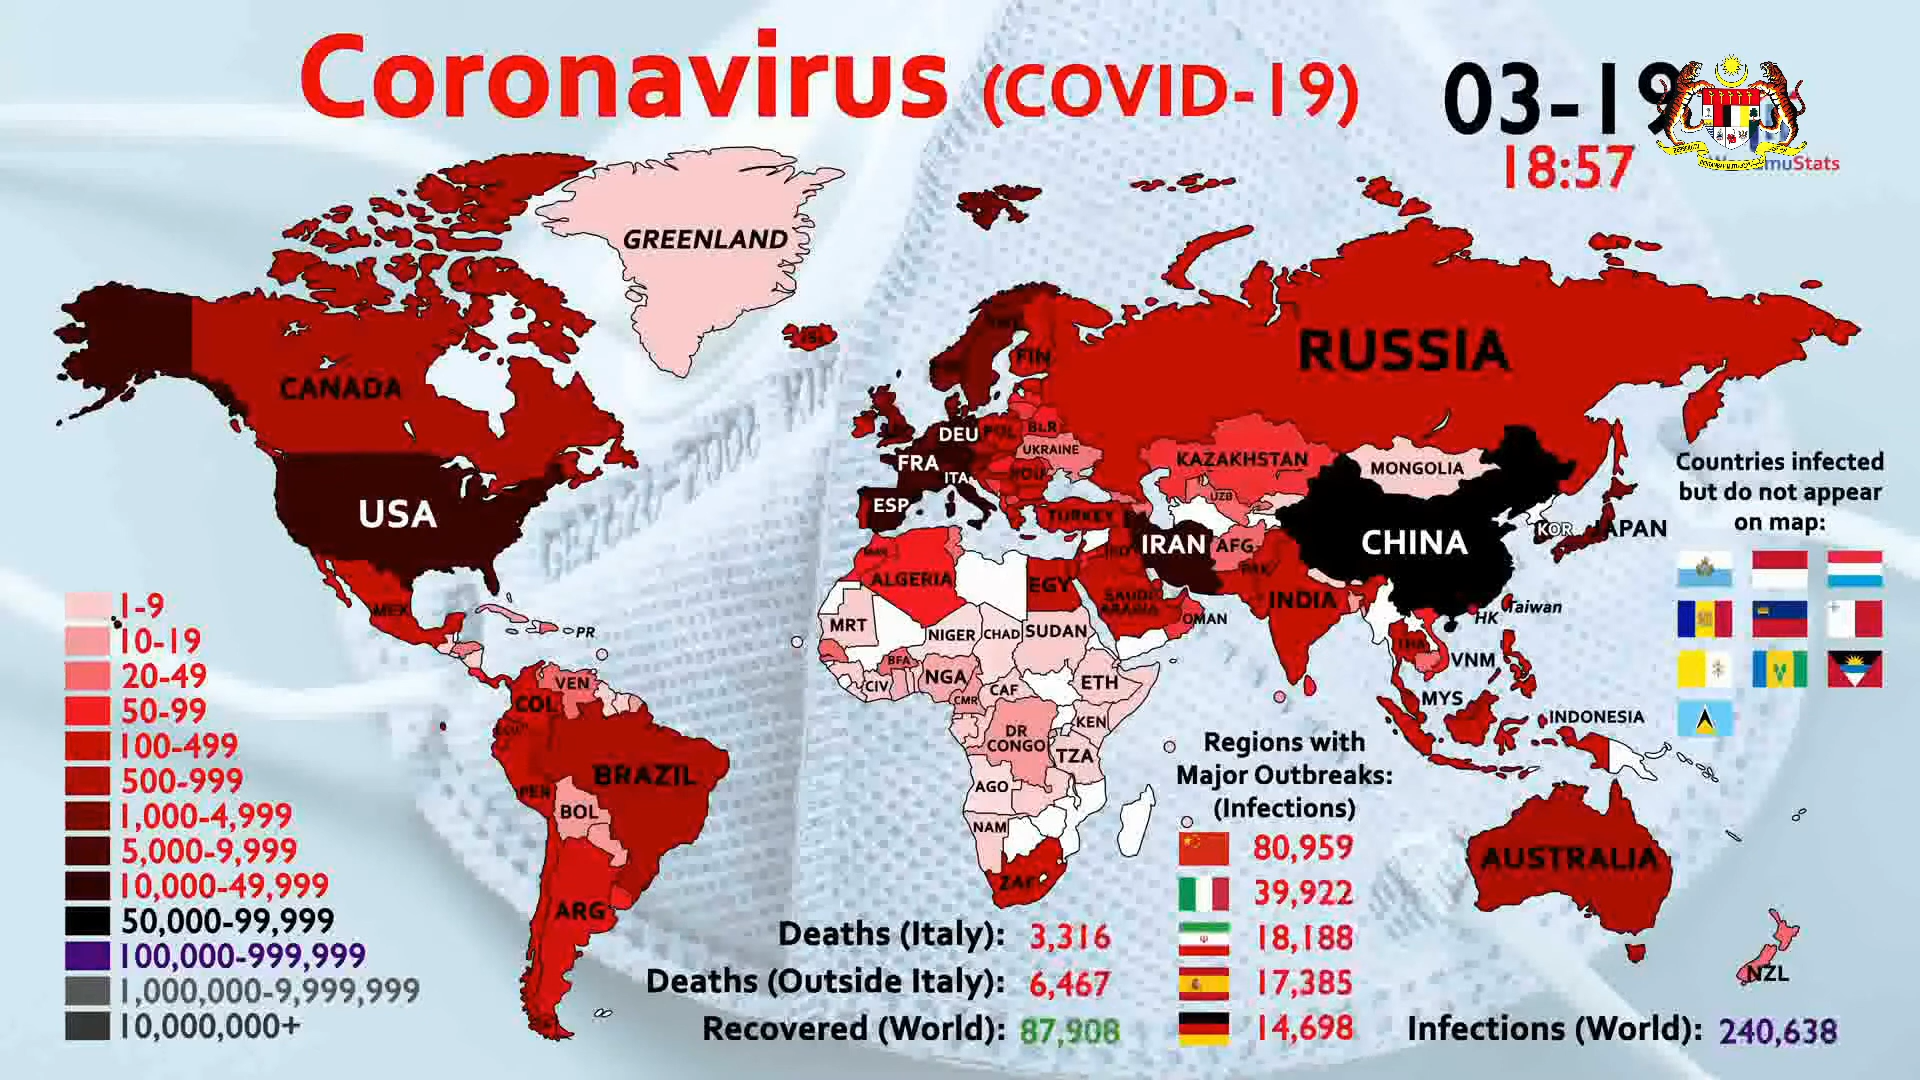 Coronavirus (COVID-19)
03-19
18:57
muStats
GREENLAND
ISL
CANADA
RUSSIA
FIN
DEU
POL
BLR
UKRAINE
FRA
ITA
ROU
KAZAKHSTAN
MONGOLIA
UZB
USA
ESP
TURKEY
IRAN
AFG
CHINA
KOR
JAPAN
Countries infected
but do not appear
on map:
MAR
ALGERIA
EGY
PAK
SAUDI
ARABIA
INDIA
OMAN
HK
Taiwan
MEX
PR
MRT
NIGER
CHAD
SUDAN
THA
VNM
BFA
VEN
CIV
NGA
CMR
CAF
ETH
COL
KEN
MYS
INDONESIA
DR
CONGO
TZA
BRAZIL
PER
BOL
AGO
NAM
ZAF
ARG
AUSTRALIA
NZL
1-9
10-19
20-49
50-99
100-499
500-999
1,000-4,999
5,000-9,999
10,000-49,999
50,000-99,999
100,000-999,999
1,000,000-9,999,999
10,000,000+
Regions with
Major Outbreaks:
(Infections)
80,959
39,922
18,188
17,385
14,698
Deaths (Italy): 3,316
Deaths (Outside Italy): 6,467
Recovered (World): 87,908
Infections (World): 240,638